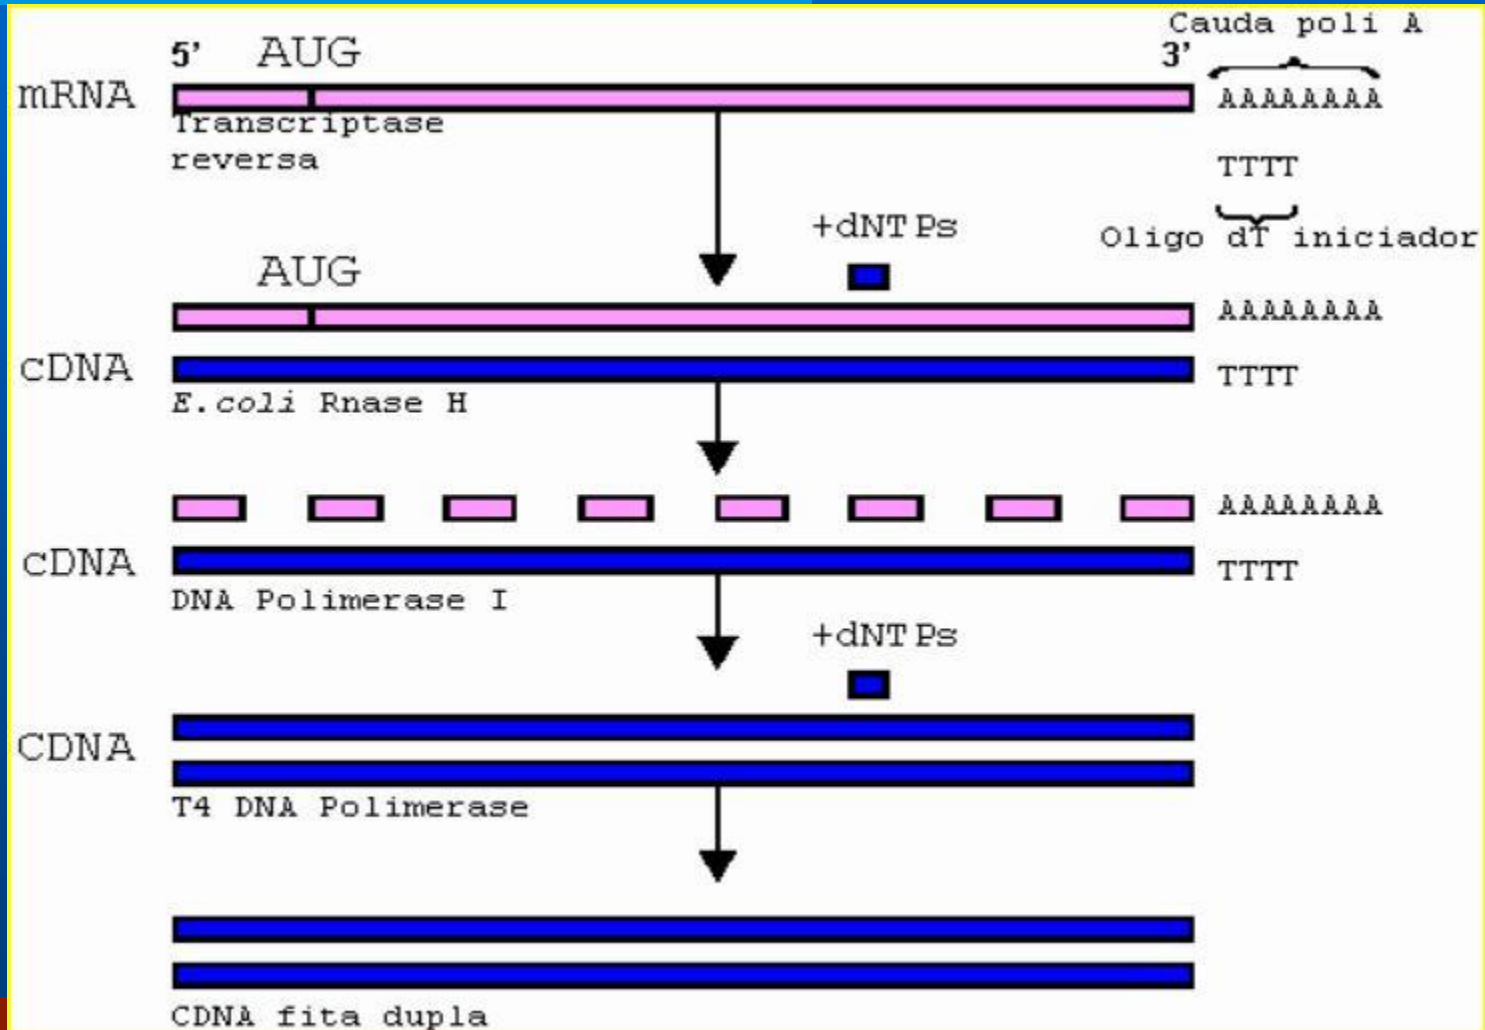 Cauda poli A
5' AUG 3'
mRNA AAAAAAAA
Transcriptase
reversa
TTTT
+dNTPs
Oligo dT iniciador
AUG
AAAAAAAA
cDNA TTTT
E.coli Rnase H
AAAAAAAA
cDNA TTTT
DNA Polimerase I
+dNTPs
CDNA
T4 DNA Polimerase
CDNA fita dupla